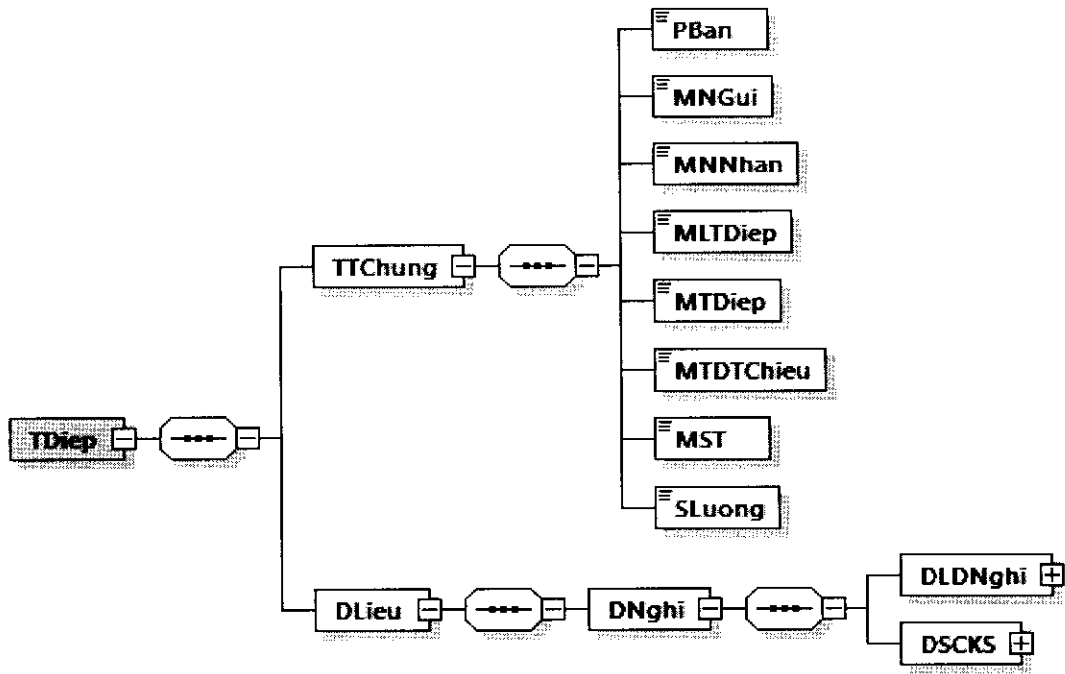 PBan
MNGui
MNNhan
MLTDiep
TTChung
MTDiep
MTDTChieu
TDiep
MST
SLuong
DLDNghi
DLieu
DNghi
DSCKS